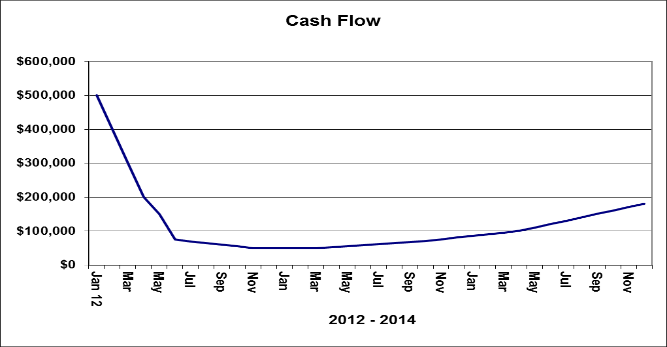 Cash Flow
$600,000
$500,000
$400,000
$300,000
$200,000
$100,000
$0
Jan 12
Mar
May
Jul
Sep
Nov
Jan
Mar
May
Jul
Sep
Nov
Jan
Mar
May
Jul
Sep
Nov
2012 - 2014